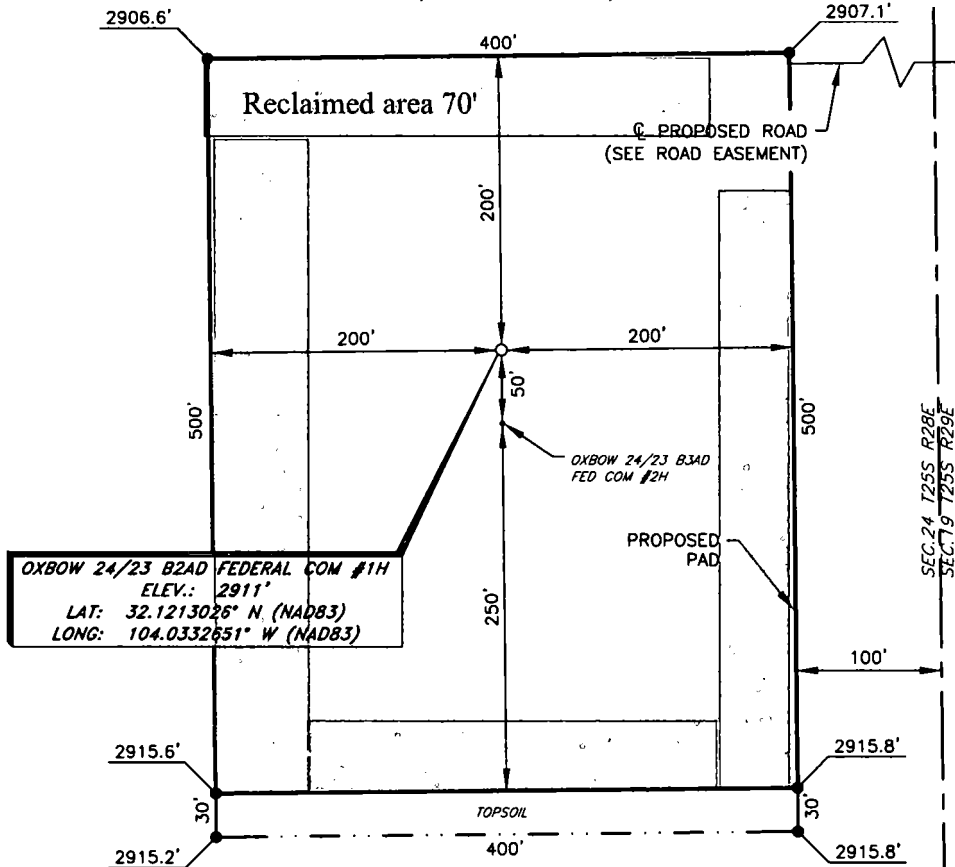 2906.6'
2907.1'
400'
Reclaimed area 70'
℄ PROPOSED ROAD
(SEE ROAD EASEMENT)
200'
200'
200'
50'
500'
500'
OXBOW 24/23 B3AD
FED COM #2H
SEC.24 T25S R28E
SEC.19 T25S R29E
PROPOSED
PAD
OXBOW 24/23 B2AD FEDERAL COM #1H
ELEV.: 2911'
LAT: 32.1213026° N (NAD83)
LONG: 104.0332651° W (NAD83)
250'
100'
2915.6'
2915.8'
30'
TOPSOIL
30'
2915.2'
400'
2915.8'